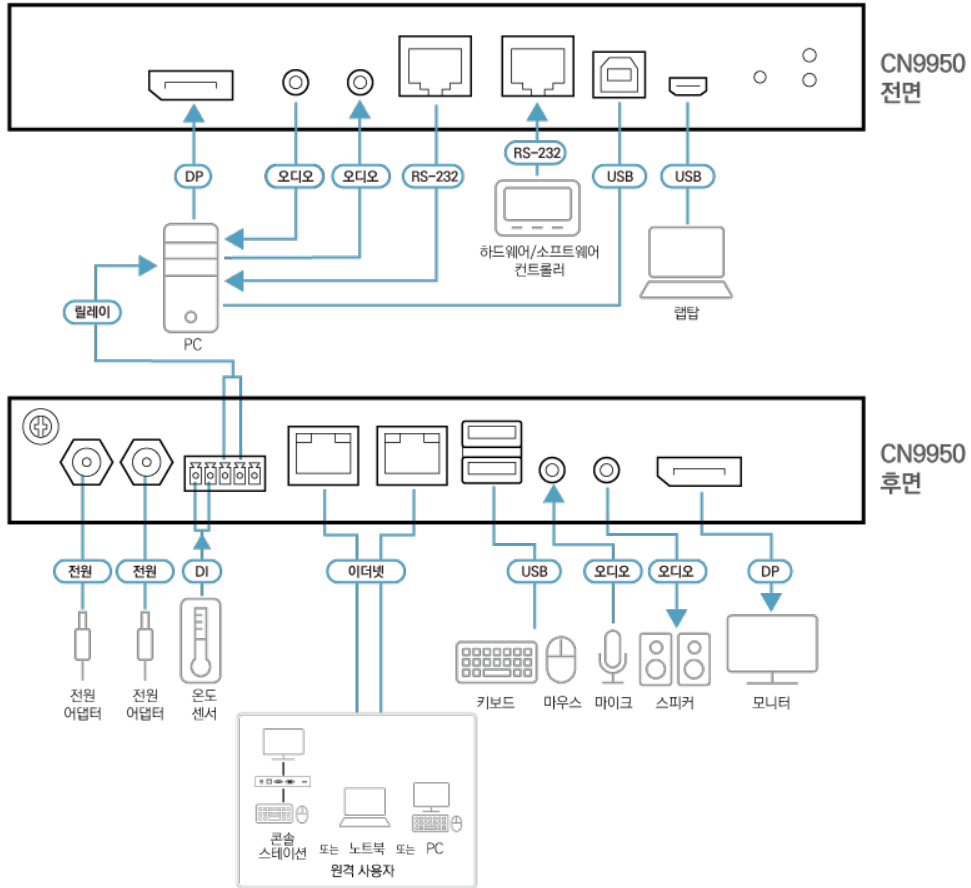 CN9950
전면
DP
오디오
오디오
RS-232
RS-232
USB
USB
하드웨어/소프트웨어
컨트롤러
랩탑
릴레이
PC
CN9950
후면
전원
전원
DI
이더넷
USB
오디오
오디오
DP
전원
어댑터
전원
어댑터
온도
센서
키보드
마우스
마이크
스피커
모니터
콘솔
스테이션
또는
노트북
또는
PC
원격 사용자